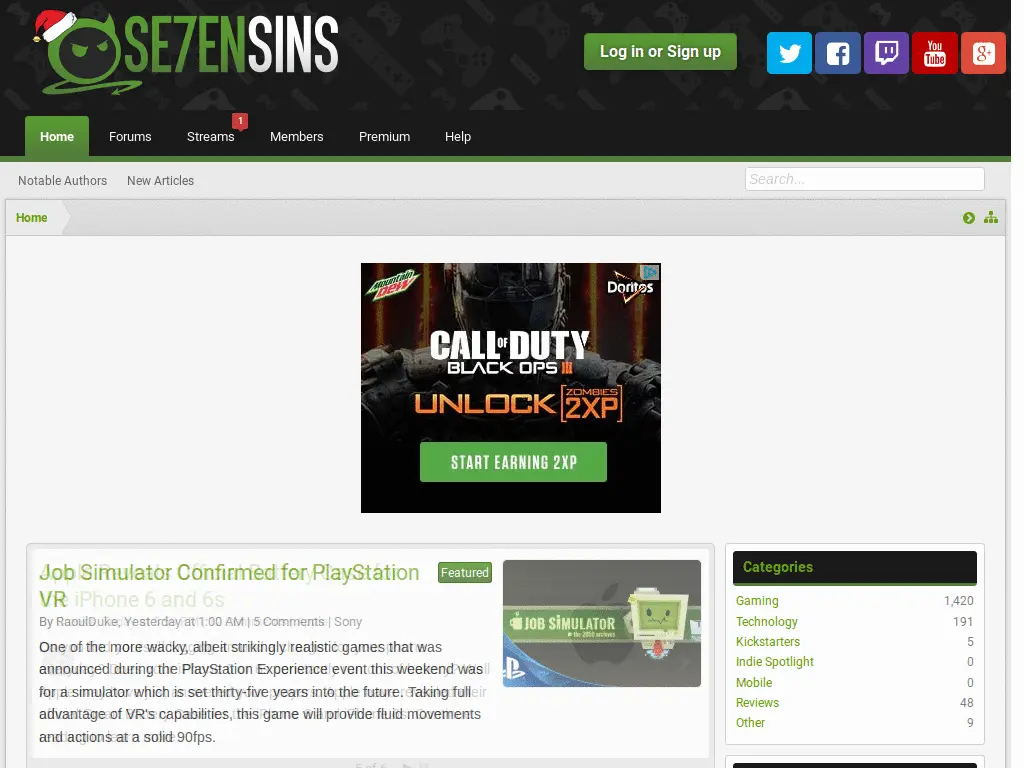 SE7ENSINS
Log in or Sign up
You
Tube
g+
Home
Forums
Streams
1
Members
Premium
Help
Notable Authors
New Articles
Search...
Home
Mountain
Dew
Doritos
CALL OF DUTY
BLACK OPS III
UNLOCK ZOMBIES 2XP
START EARNING 2XP
Job Simulator Confirmed for PlayStation
VR
iPhone 6 and 6s
Featured
By RaoulDuke, Yesterday at 1:00 AM | 5 Comments | Sony
One of the more wacky, albeit strikingly realistic, games that was
announced during the PlayStation Experience event this weekend was
for a simulator which is set thirty-five years into the future. Taking full
advantage of VR's capabilities, this game will provide fluid movements
and actions at a solid 90fps.
JOB SIMULATOR
the 2050 archives
5 of 6
Categories
Gaming 1,420
Technology 191
Kickstarters 5
Indie Spotlight 0
Mobile 0
Reviews 48
Other 9